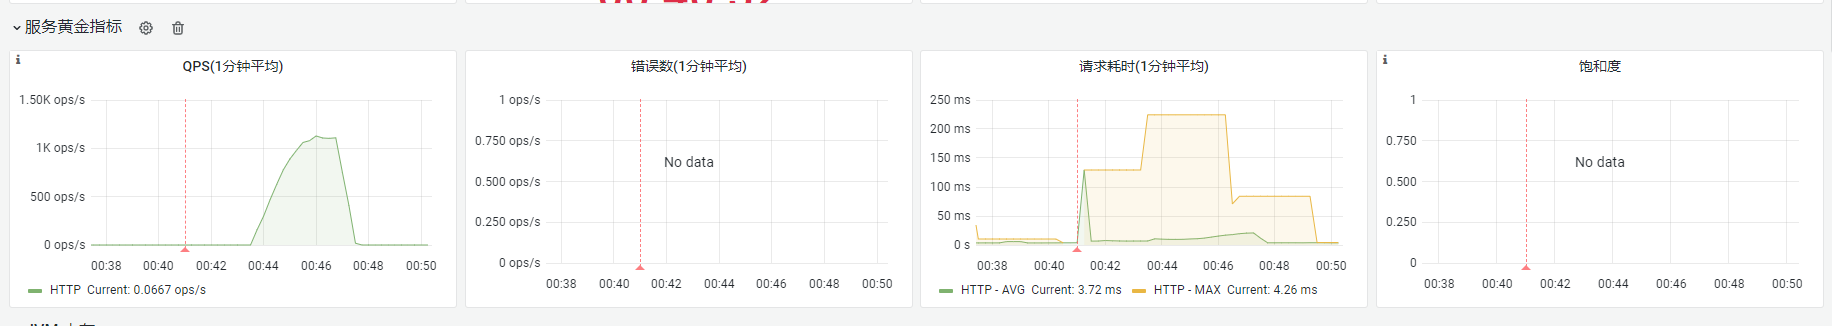 服务黄金指标
QPS(1分钟平均)
1.50K ops/s
1K ops/s
500 ops/s
0 ops/s
00:38 00:40 00:42 00:44 00:46 00:48 00:50
HTTP Current: 0.0667 ops/s
错误数(1分钟平均)
1 ops/s
0.750 ops/s
0.500 ops/s
0.250 ops/s
0 ops/s
No data
00:38 00:40 00:42 00:44 00:46 00:48 00:50
请求耗时(1分钟平均)
250 ms
200 ms
150 ms
100 ms
50 ms
0 s
00:38 00:40 00:42 00:44 00:46 00:48 00:50
HTTP - AVG Current: 3.72 ms HTTP - MAX Current: 4.26 ms
饱和度
1
0.750
0.500
0.250
0
No data
00:38 00:40 00:42 00:44 00:46 00:48 00:50